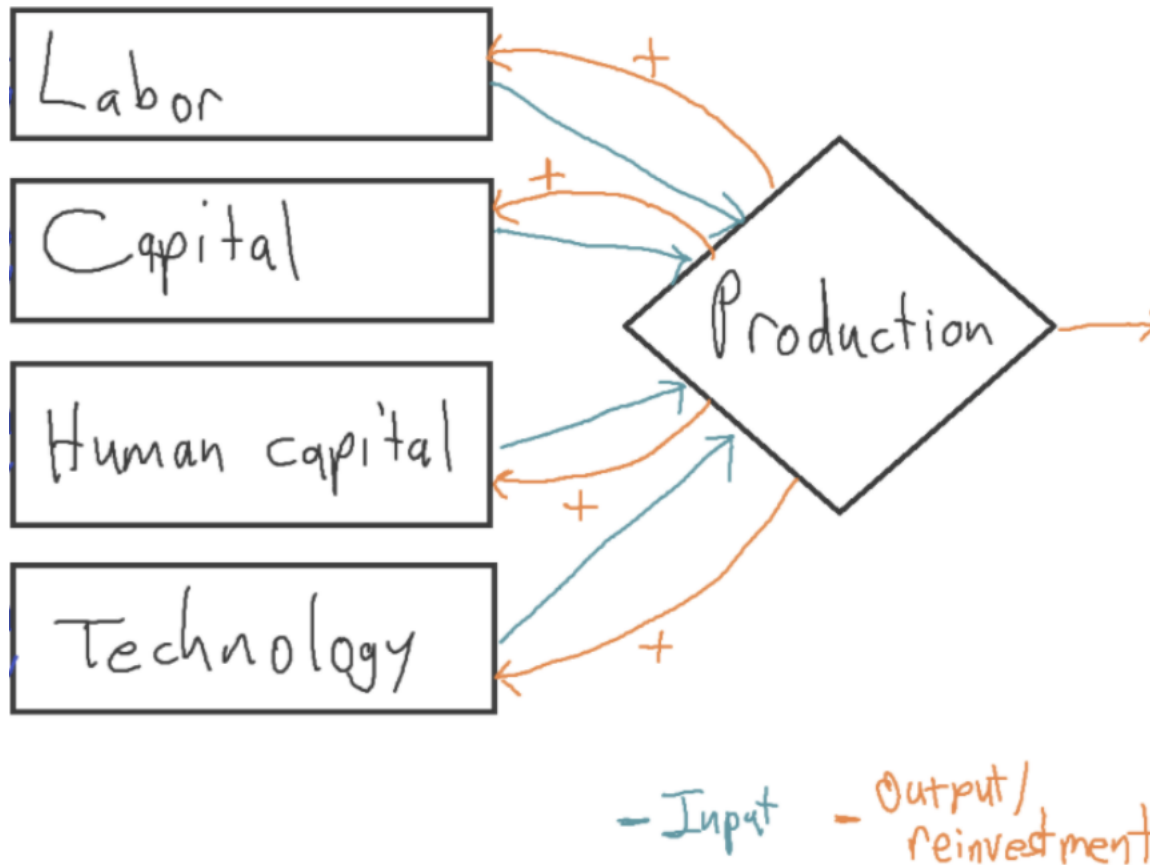 Labor
+
+
Capital
Production
Human capital
+
Technology
+
- Input
- Output/
reinvestment